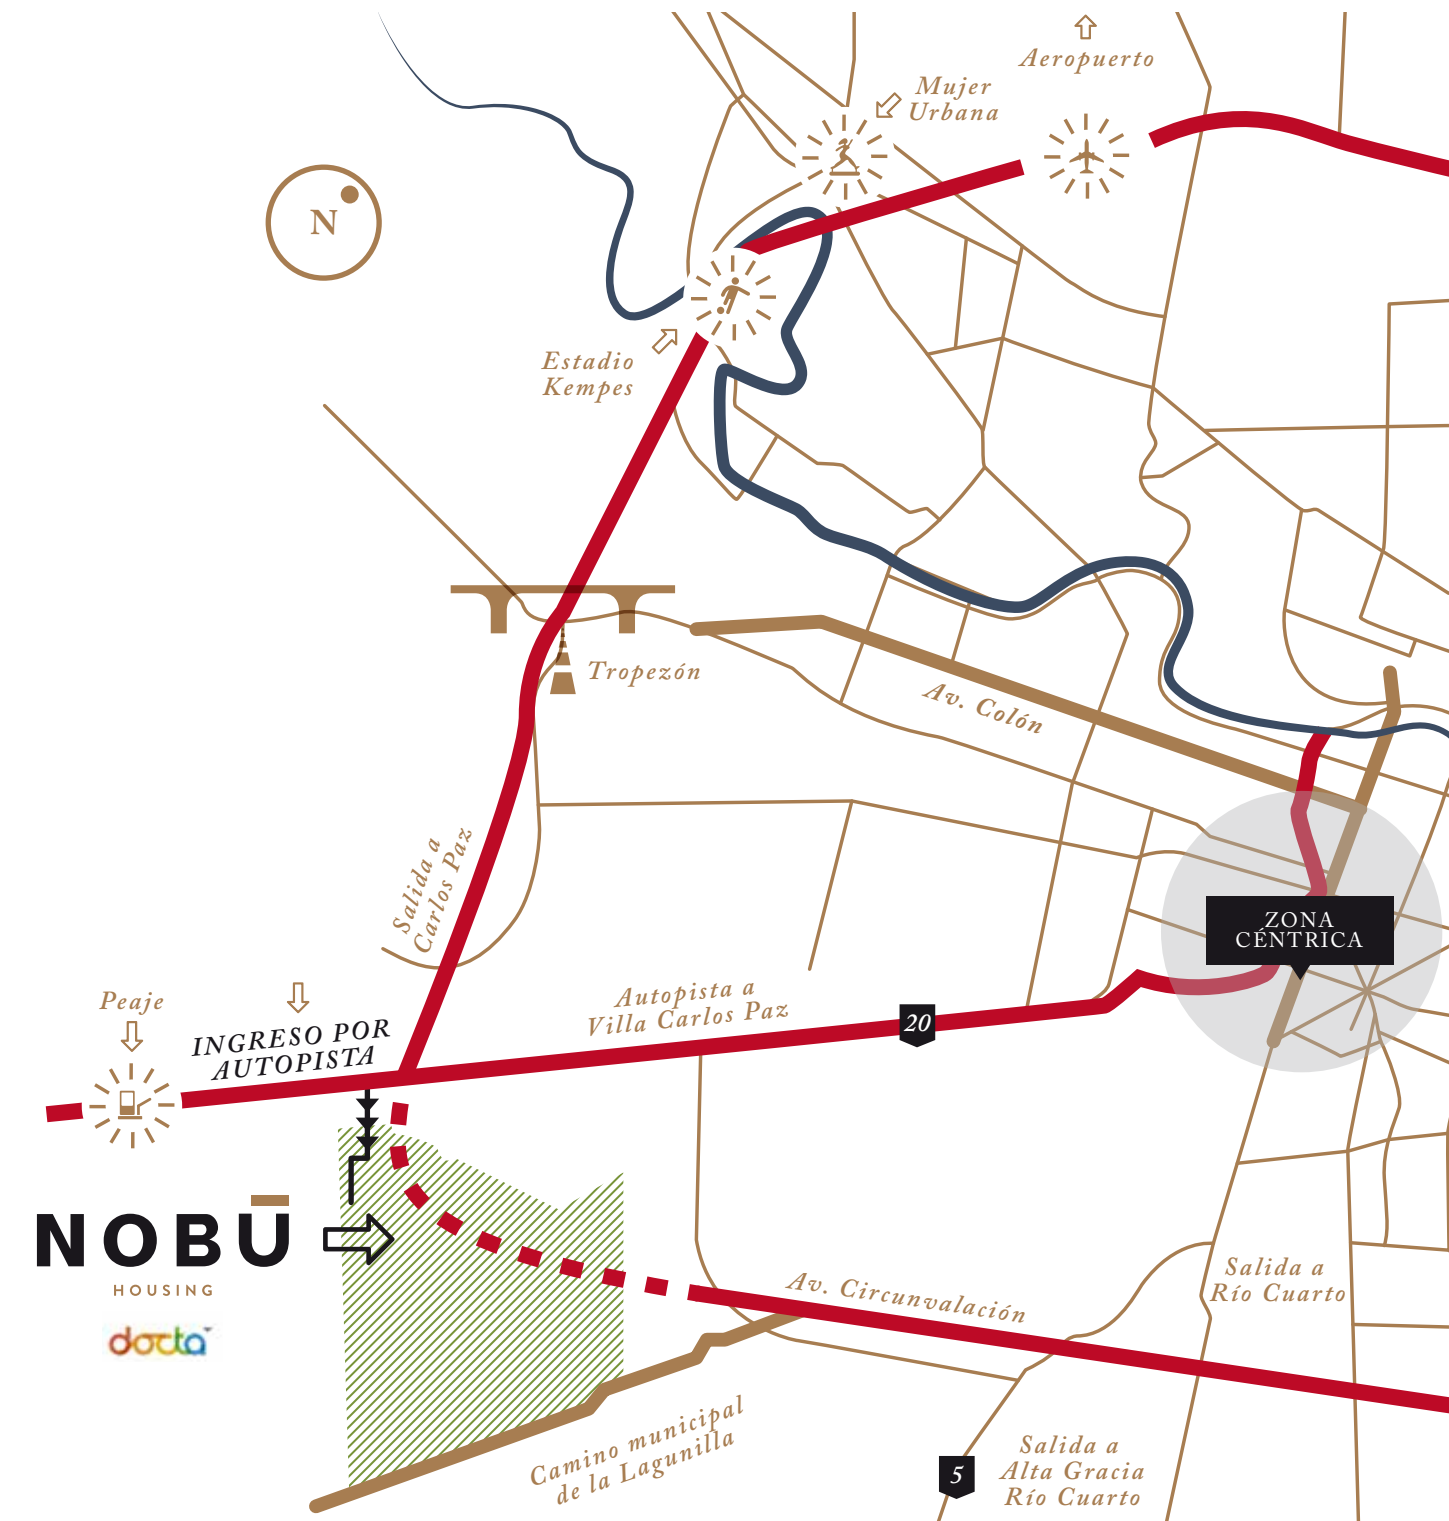 Aeropuerto
Mujer
Urbana
N
Estadio
Kempes
Tropezón
Av. Colón
Salida a
Carlos Paz
ZONA
CÉNTRICA
Autopista a
Villa Carlos Paz
20
Peaje
INGRESO POR
AUTOPISTA
NOBŪ
HOUSING
docta
Av. Circunvalación
Salida a
Río Cuarto
Camino municipal
de la Lagunilla
5
Salida a
Alta Gracia
Río Cuarto